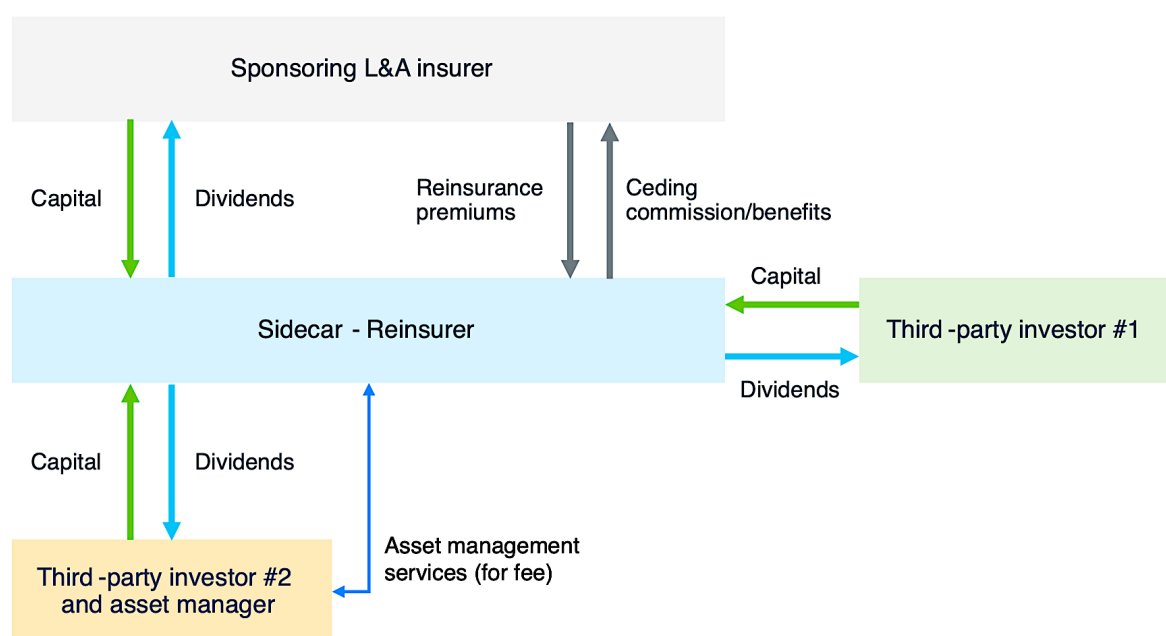 Sponsoring L&A insurer
Capital
Dividends
Reinsurance
premiums
Ceding
commission/benefits
Capital
Sidecar - Reinsurer
Third-party investor #1
Dividends
Capital
Dividends
Asset management
services (for fee)
Third-party investor #2
and asset manager